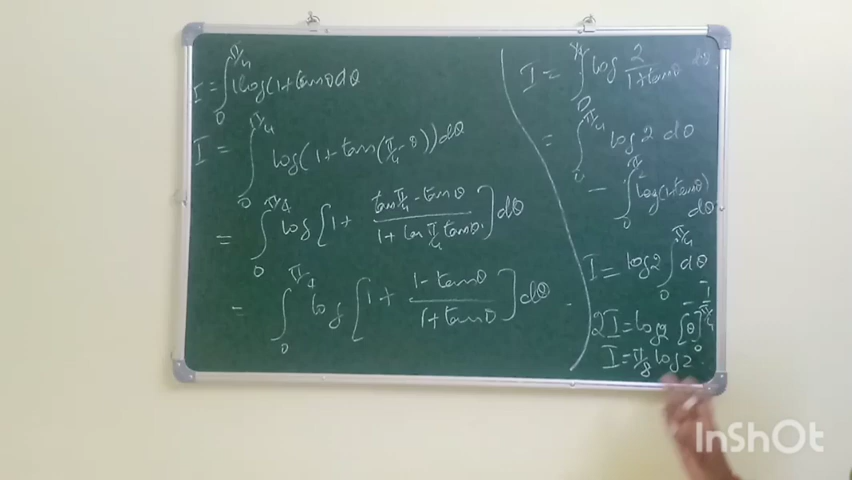 I = ∫₀^{π/4} log(1+tanθdθ
I = ∫₀^{π/4} log(1+tan(π/4-θ))dθ
= ∫₀^{π/4} log[1+ (tanπ/4-tanθ)/(1+tanπ/4 tanθ)]dθ
= ∫₀^{π/4} log[1+ (1-tanθ)/(1+tanθ)]dθ
I = ∫₀^{π/4} log 2/(1+tanθ) dθ
= ∫₀^{π/4} log2 dθ
- ∫₀^{π/4} log(1+tanθ)
dθ
I = log2 ∫₀^{π/4} dθ
- I
2I=log2 [θ]₀^{π/4}
I=π/8 log2
InShOt